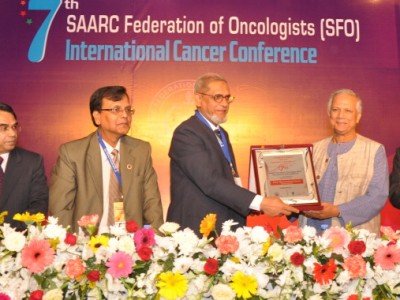 7th
SAARC Federation of Oncologists (SFO)
International Cancer Conference